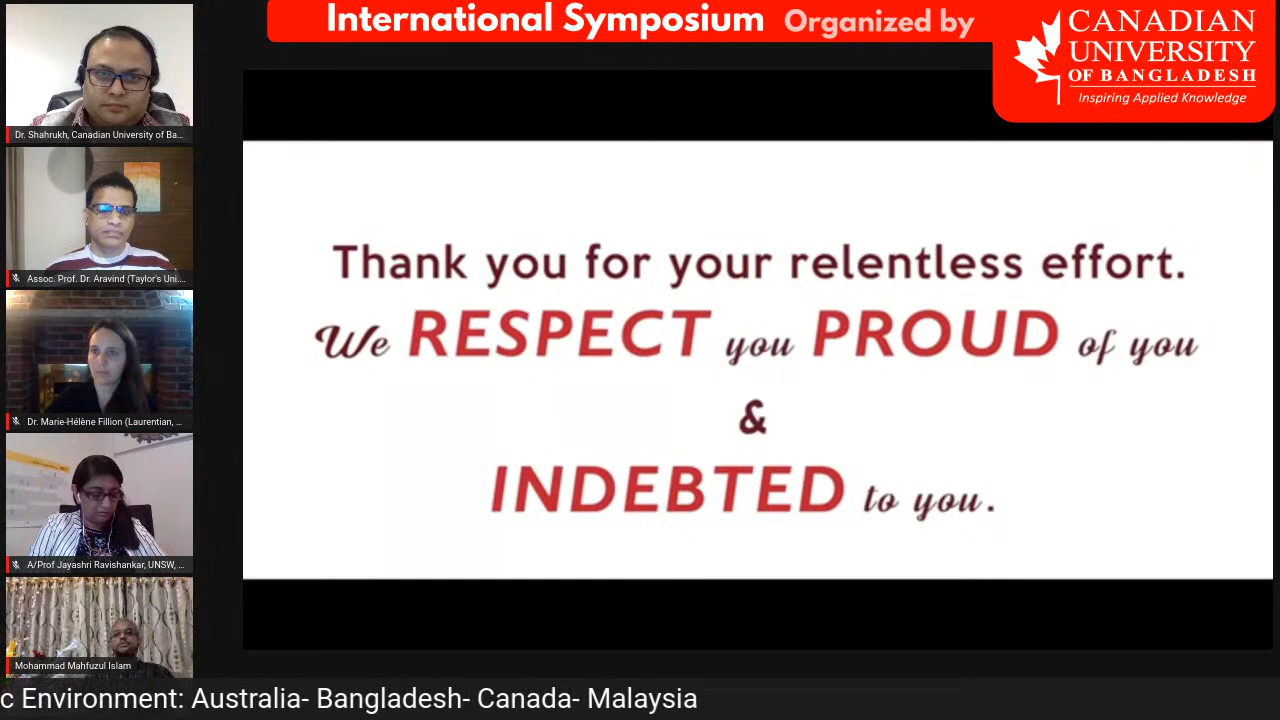 International Symposium Organized by
CANADIAN
UNIVERSITY
OF BANGLADESH
Inspiring Applied Knowledge
Dr. Shahrukh, Canadian University of Ba...
Assoc. Prof. Dr. Aravind (Taylor's Uni....
Dr. Marie-Hélène Fillion (Laurentian, ...
A/Prof Jayashri Ravishankar, UNSW, ...
Mohammad Mahfuzul Islam
Thank you for your relentless effort.
We RESPECT you PROUD of you
&
INDEBTED to you.
c Environment: Australia- Bangladesh- Canada- Malaysia